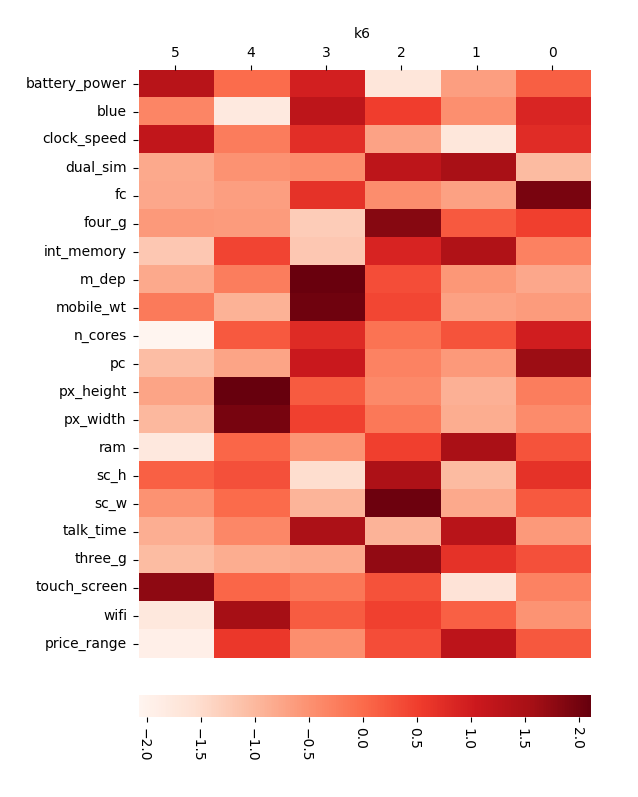 k6
5 4 3 2 1 0
battery_power
blue
clock_speed
dual_sim
fc
four_g
int_memory
m_dep
mobile_wt
n_cores
pc
px_height
px_width
ram
sc_h
sc_w
talk_time
three_g
touch_screen
wifi
price_range
−2.0 −1.5 −1.0 −0.5 0.0 0.5 1.0 1.5 2.0